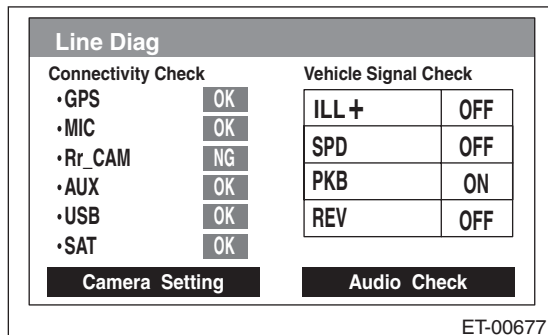 Line Diag
Connectivity Check
・GPS OK
・MIC OK
・Rr_CAM NG
・AUX OK
・USB OK
・SAT OK
Camera Setting
Vehicle Signal Check
ILL+ OFF
SPD OFF
PKB ON
REV OFF
Audio Check
ET-00677